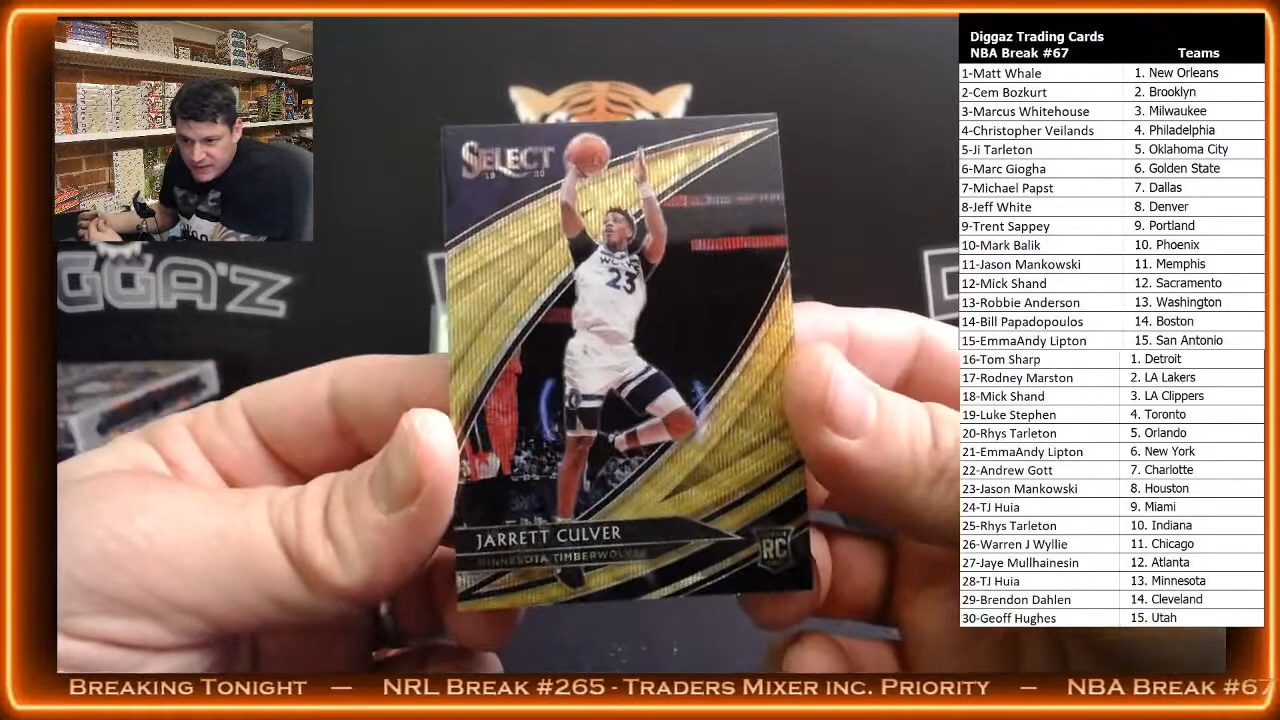 Diggaz Trading Cards
NBA Break #67 Teams
1-Matt Whale 1. New Orleans
2-Cem Bozkurt 2. Brooklyn
3-Marcus Whitehouse 3. Milwaukee
4-Christopher Veilands 4. Philadelphia
5-Ji Tarleton 5. Oklahoma City
6-Marc Giogha 6. Golden State
7-Michael Papst 7. Dallas
8-Jeff White 8. Denver
9-Trent Sappey 9. Portland
10-Mark Balik 10. Phoenix
11-Jason Mankowski 11. Memphis
12-Mick Shand 12. Sacramento
13-Robbie Anderson 13. Washington
14-Bill Papadopoulos 14. Boston
15-EmmaAndy Lipton 15. San Antonio
16-Tom Sharp 1. Detroit
17-Rodney Marston 2. LA Lakers
18-Mick Shand 3. LA Clippers
19-Luke Stephen 4. Toronto
20-Rhys Tarleton 5. Orlando
21-EmmaAndy Lipton 6. New York
22-Andrew Gott 7. Charlotte
23-Jason Mankowski 8. Houston
24-TJ Huia 9. Miami
25-Rhys Tarleton 10. Indiana
26-Warren J Wyllie 11. Chicago
27-Jaye Mullhainesin 12. Atlanta
28-TJ Huia 13. Minnesota
29-Brendon Dahlen 14. Cleveland
30-Geoff Hughes 15. Utah
SELECT
19 20
WOLVES
23
JARRETT CULVER
MINNESOTA TIMBERWOLVES
RC
GGA'Z
D
BREAKING TONIGHT — NRL BREAK #265 - TRADERS MIXER INC. PRIORITY — NBA BREAK #67